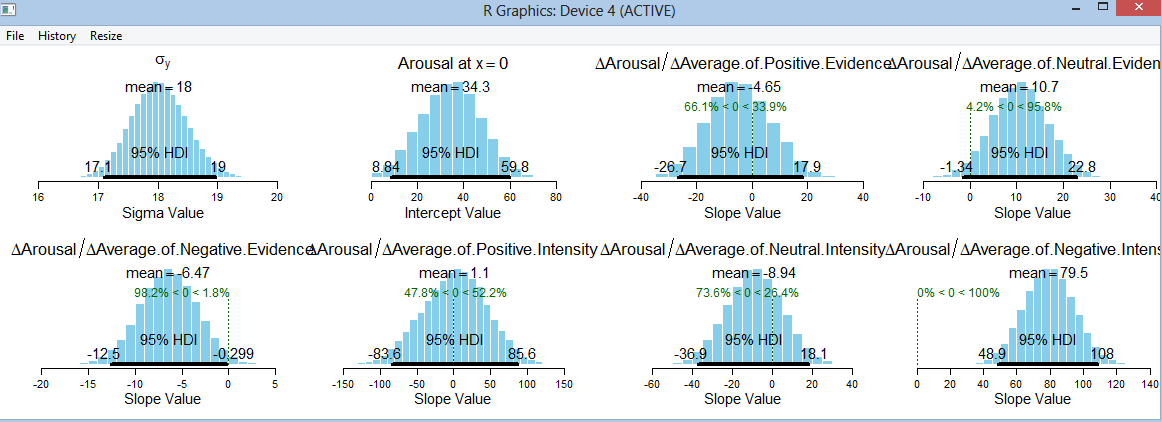 R Graphics: Device 4 (ACTIVE)
File History Resize
σy
mean = 18
95% HDI
17.1 19
16 17 18 19 20
Sigma Value
Arousal at x = 0
mean = 34.3
95% HDI
8.84 59.8
0 20 40 60 80
Intercept Value
ΔArousal/ΔAverage.of.Positive.Evidence
mean = -4.65
66.1% < 0 < 33.9%
95% HDI
-26.7 17.9
-40 -20 0 20 40
Slope Value
ΔArousal/ΔAverage.of.Neutral.Eviden
mean = 10.7
4.2% < 0 < 95.8%
95% HDI
-1.34 22.8
-10 0 10 20 30 40
Slope Value
ΔArousal/ΔAverage.of.Negative.Evidence
mean = -6.47
98.2% < 0 < 1.8%
95% HDI
-12.5 -0.299
-20 -15 -10 -5 0 5
Slope Value
ΔArousal/ΔAverage.of.Positive.Intensity
mean = 1.1
47.8% < 0 < 52.2%
95% HDI
-83.6 85.6
-150 -100 -50 0 50 100 150
Slope Value
ΔArousal/ΔAverage.of.Neutral.Intensity
mean = -8.94
73.6% < 0 < 26.4%
95% HDI
-36.9 18.1
-60 -40 -20 0 20 40
Slope Value
ΔArousal/ΔAverage.of.Negative.Intens
mean = 79.5
0% < 0 < 100%
95% HDI
48.9 108
0 20 40 60 80 100 120 140
Slope Value